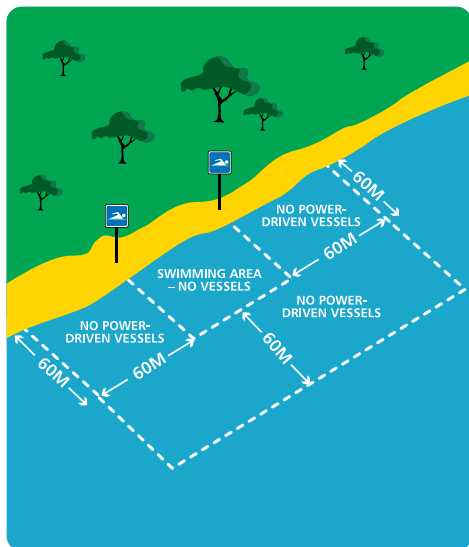 60M
NO POWER-
DRIVEN VESSELS
60M
SWIMMING AREA
– NO VESSELS
NO POWER-
DRIVEN VESSELS
NO POWER-
DRIVEN VESSELS
60M
60M
60M